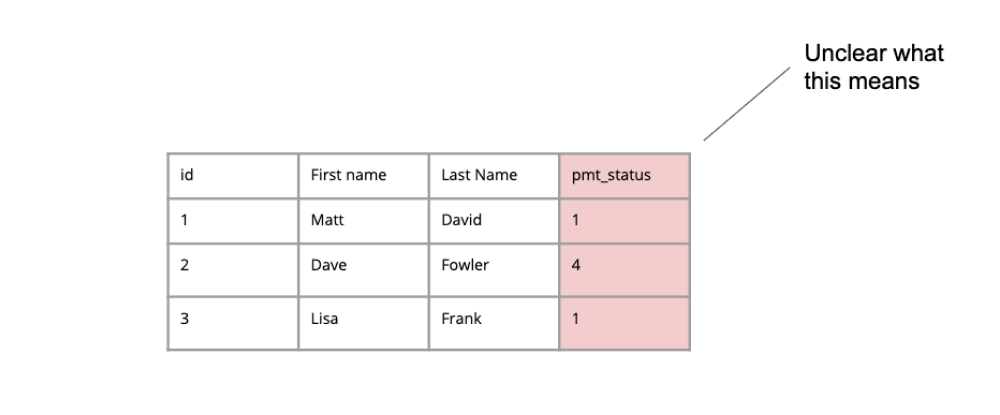 Unclear what
this means
id First name Last Name pmt_status
1 Matt David 1
2 Dave Fowler 4
3 Lisa Frank 1